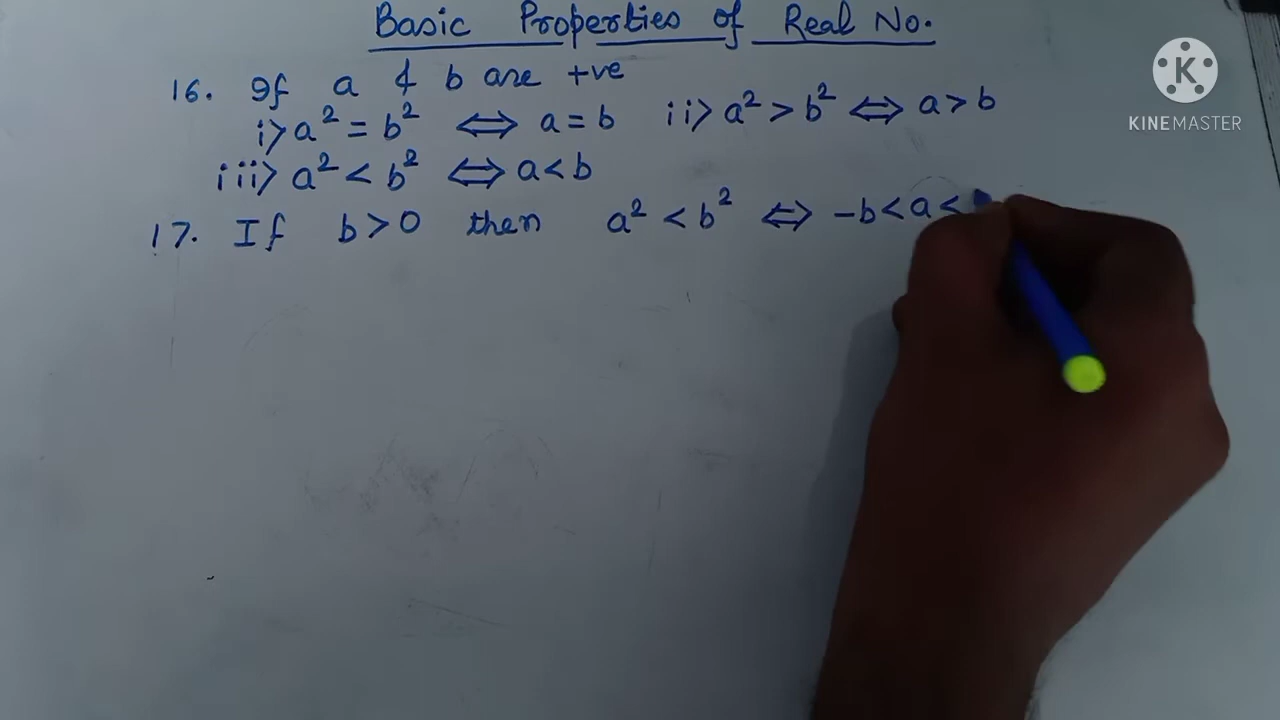 Basic Properties of Real No.
16. If a & b are +ve
i> a² = b² ⇔ a = b ii> a² > b² ⇔ a > b
iii> a² < b² ⇔ a < b
17. If b > 0 then a² < b² ⇔ -b < a <
K
KINEMASTER